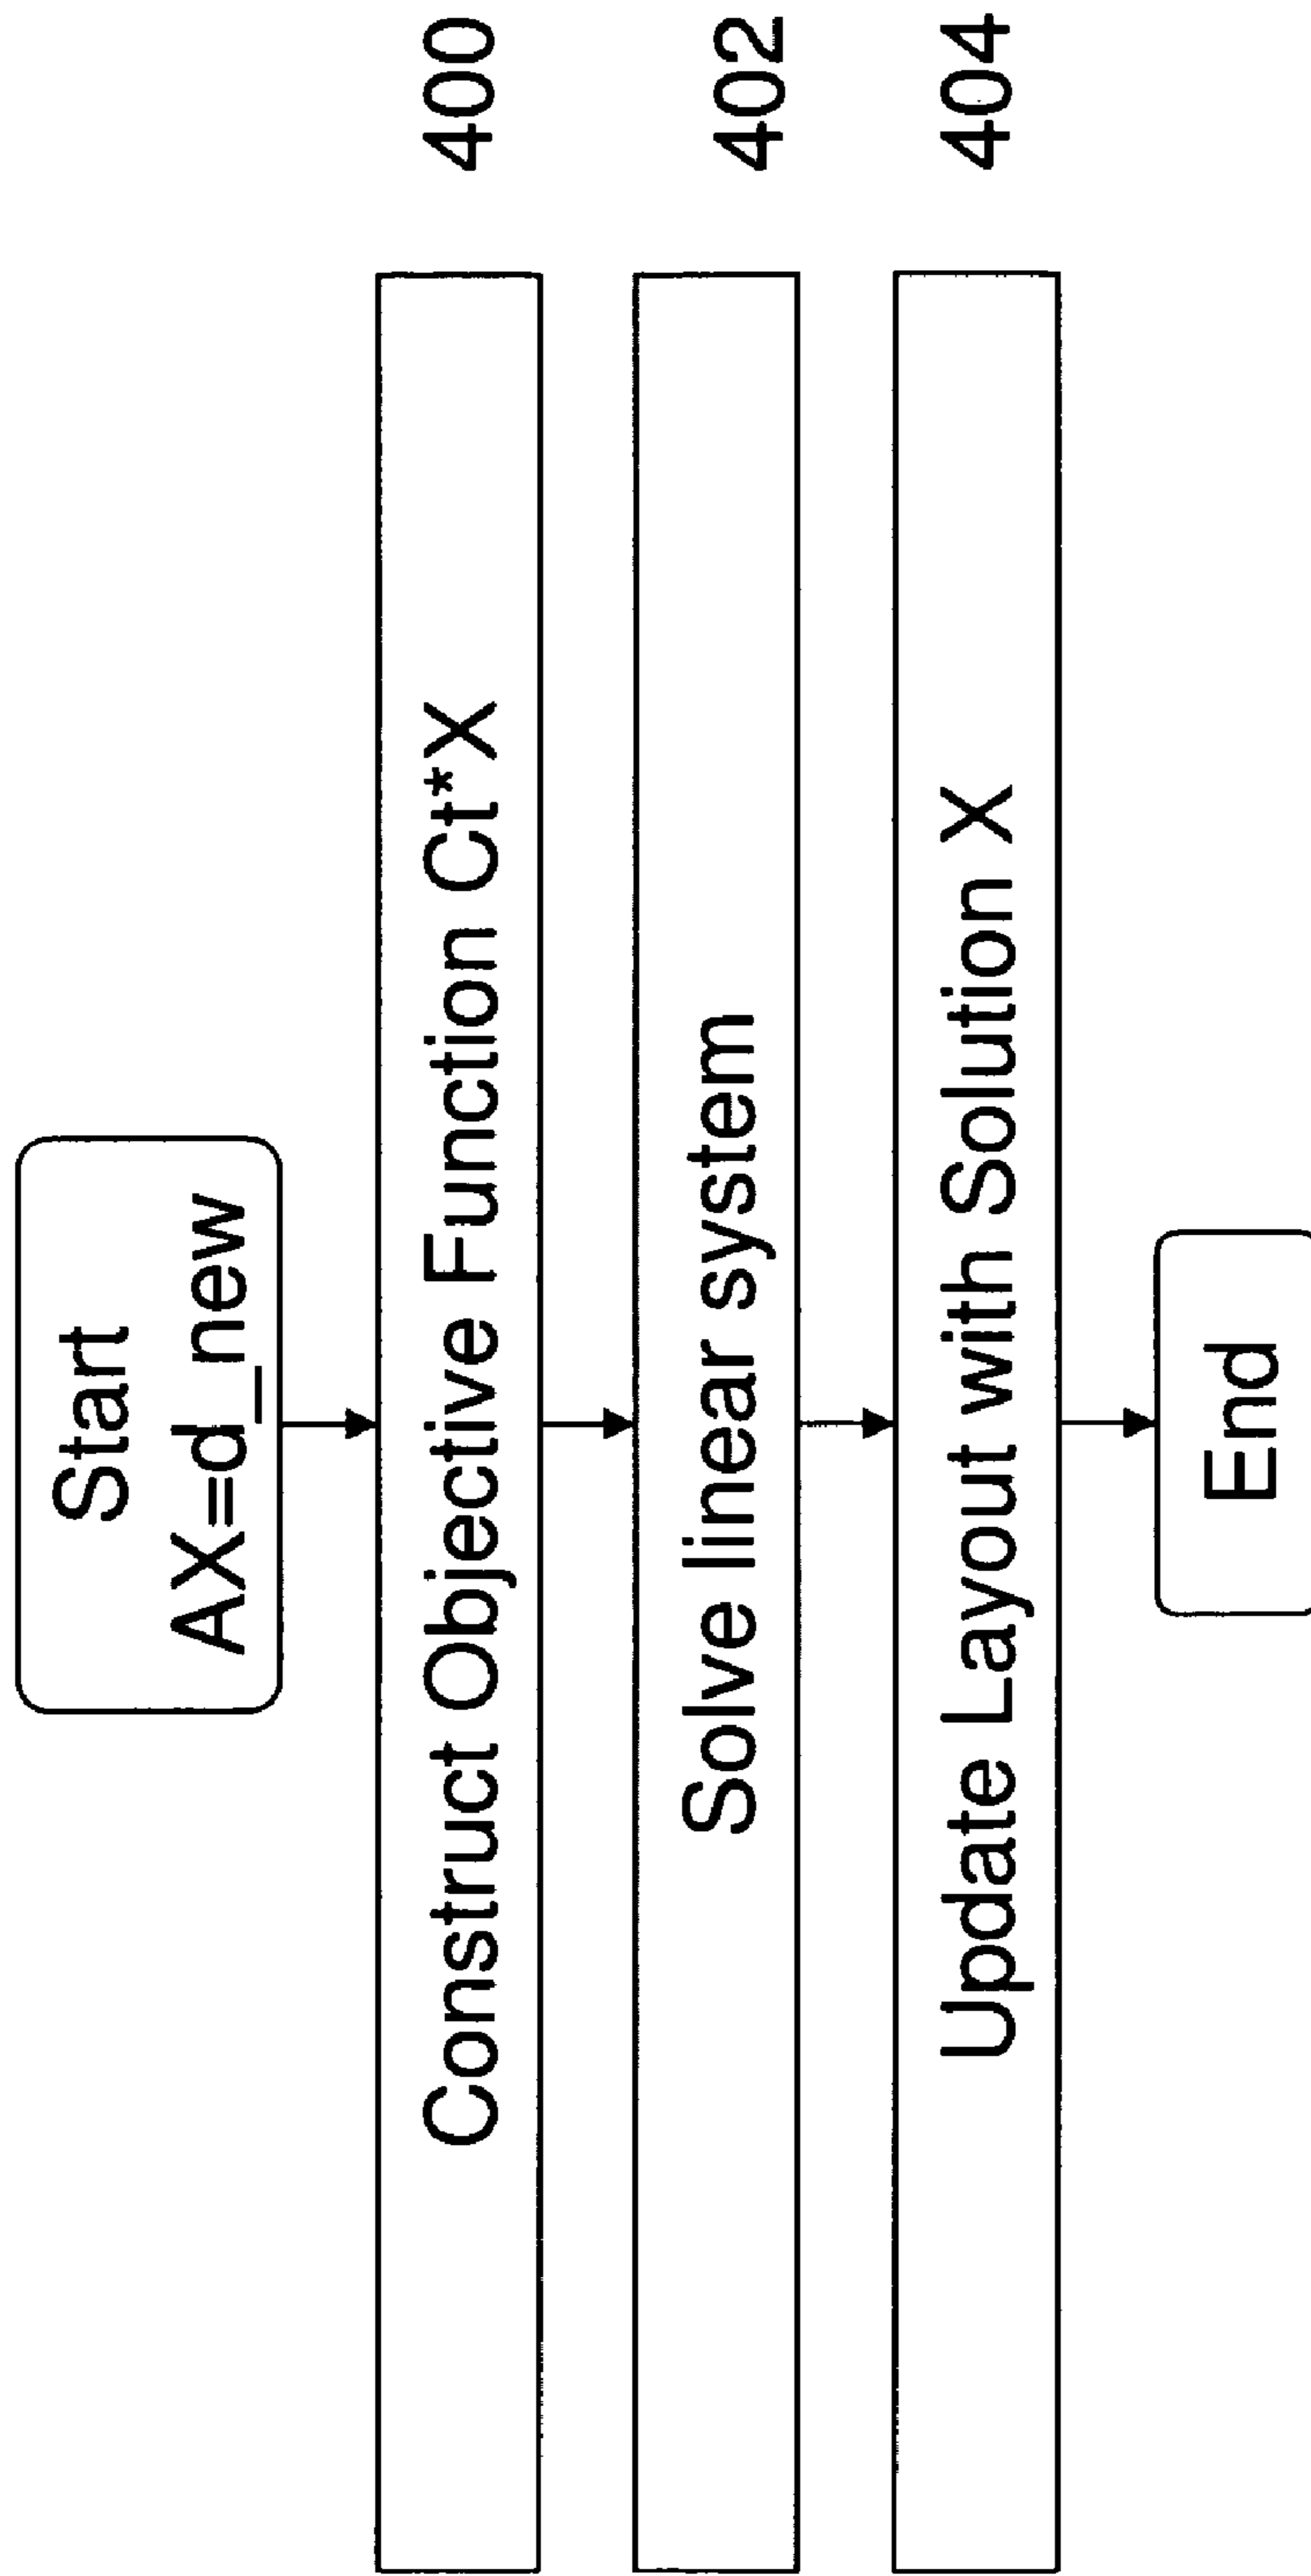 Start
AX=d_new
Construct Objective Function Ct*X
400
Solve linear system
402
Update Layout with Solution X
404
End